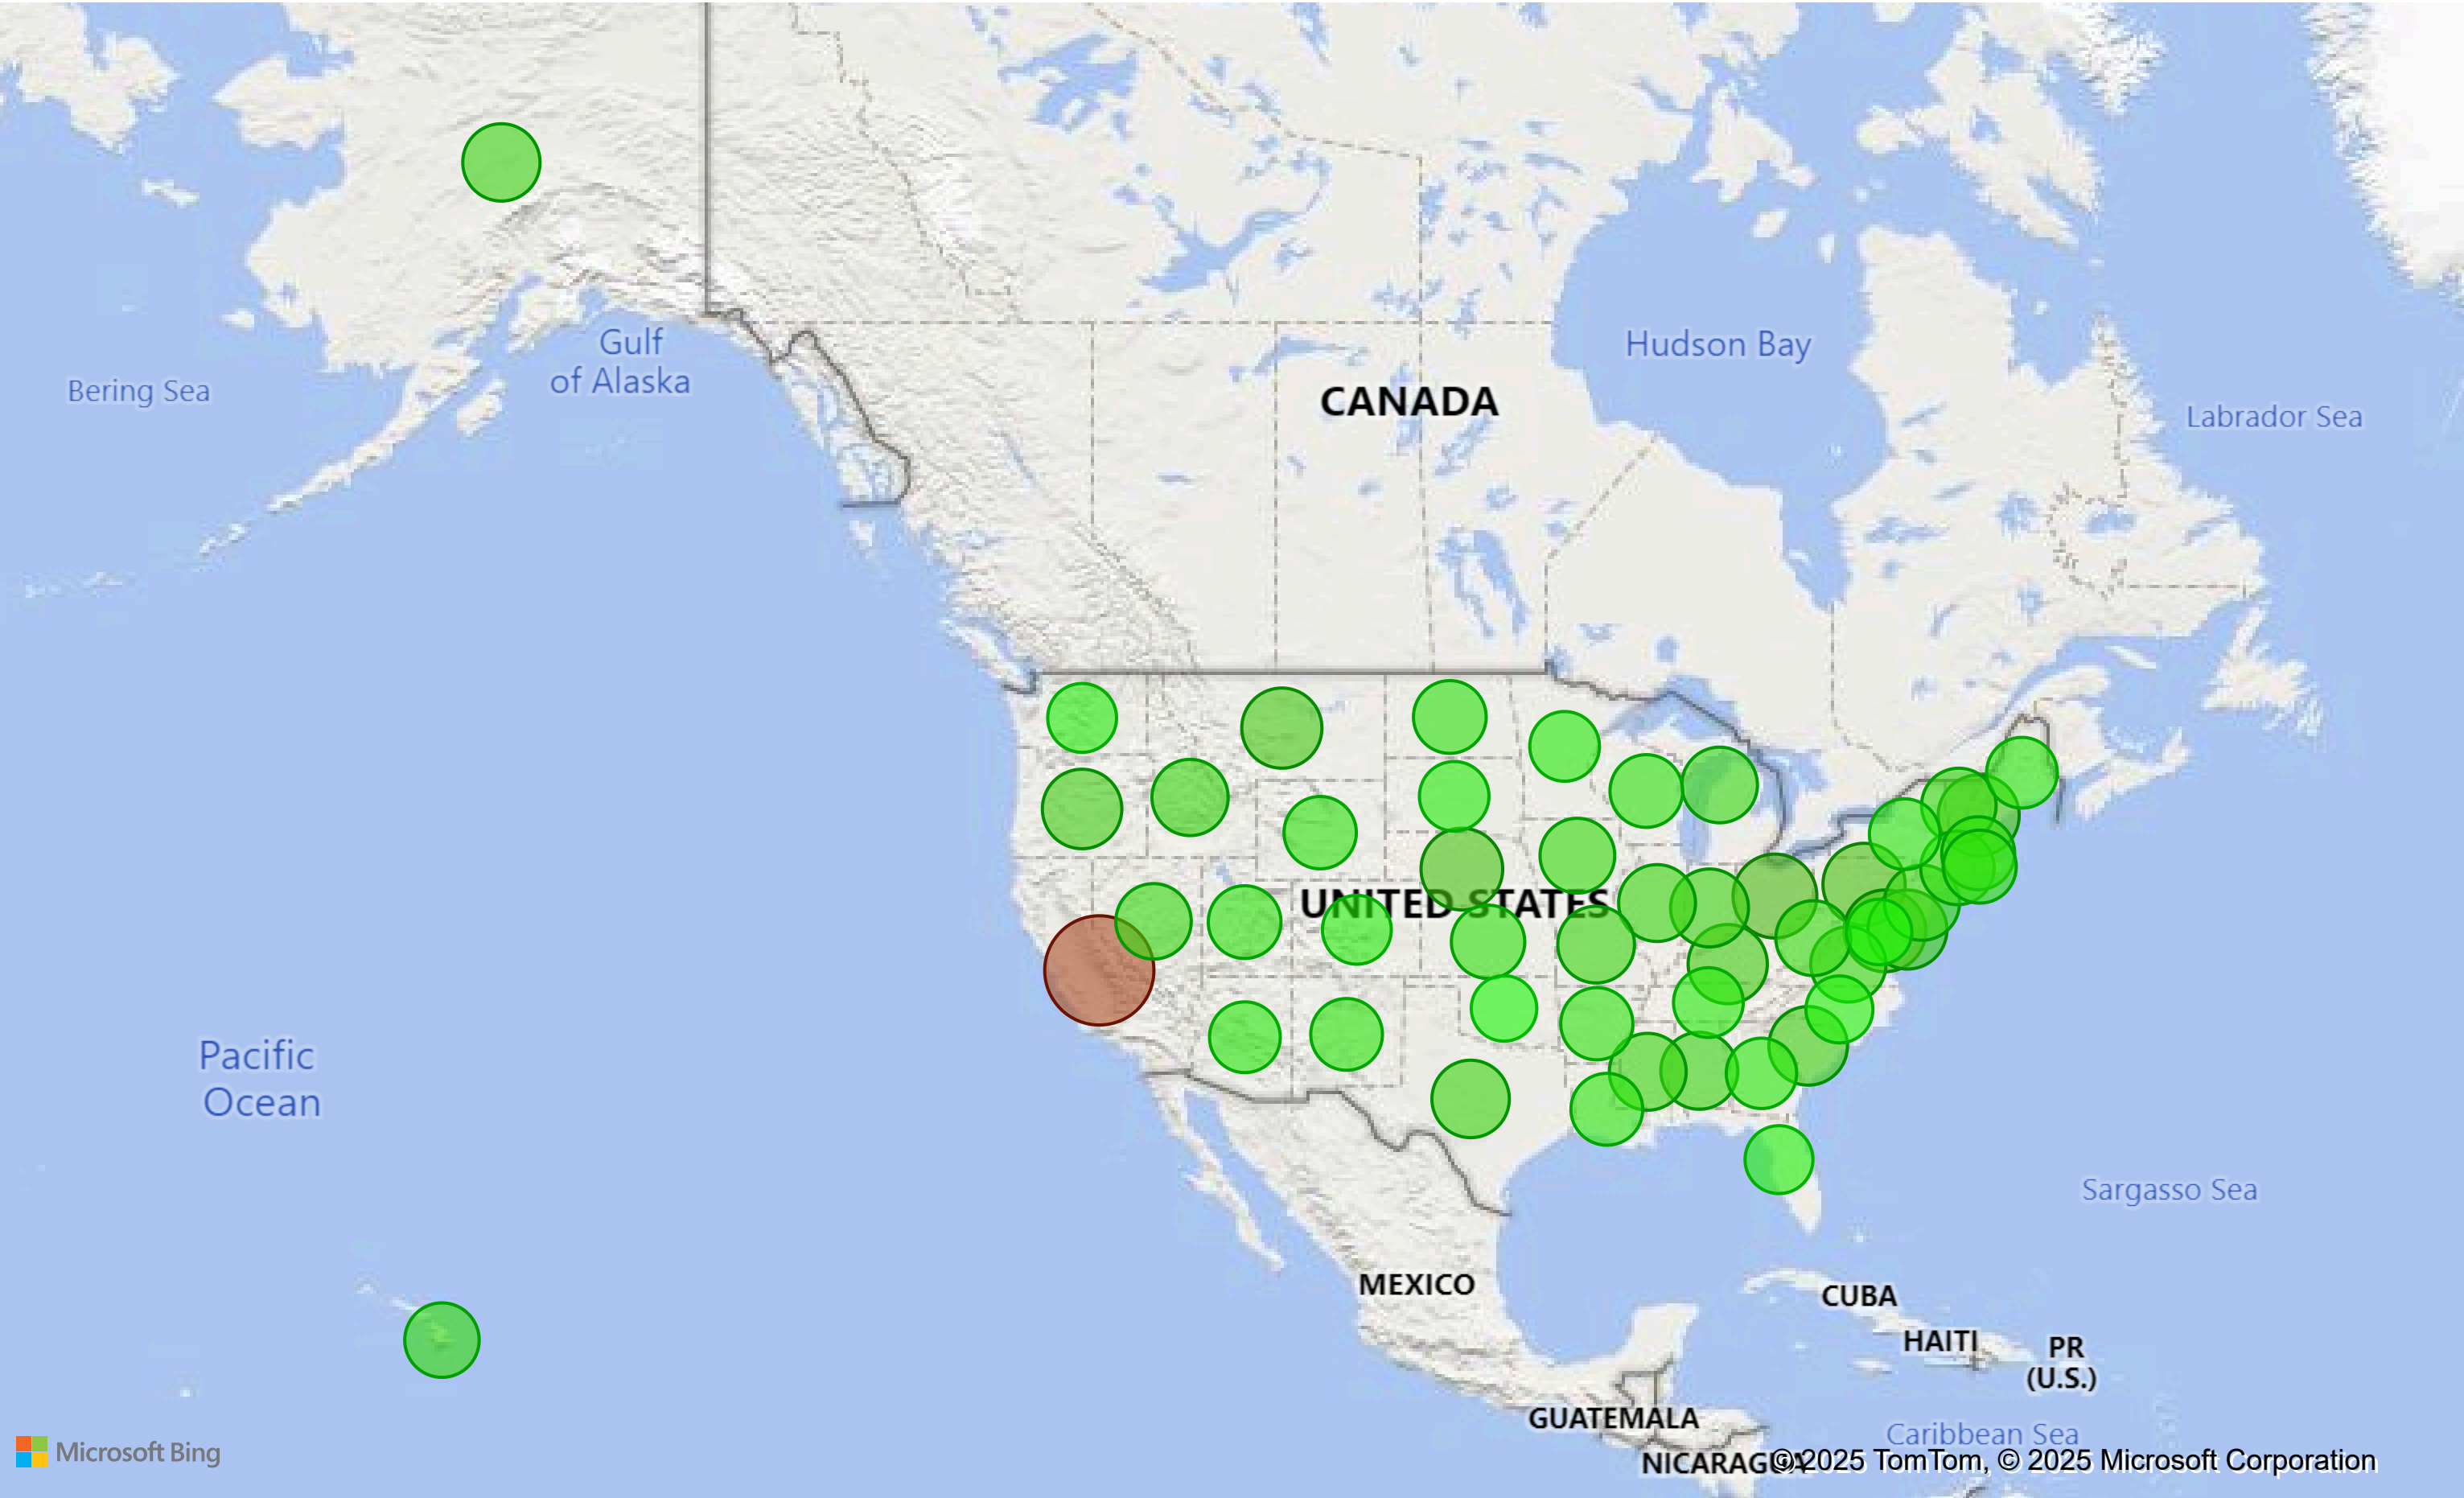 Gulf
of Alaska
Bering Sea
Hudson Bay
CANADA
Labrador Sea
UNITED STATES
Pacific
Ocean
Sargasso Sea
MEXICO
CUBA
HAITI
PR
(U.S.)
GUATEMALA
Caribbean Sea
Microsoft Bing
NICARAGUA
©2025 TomTom, © 2025 Microsoft Corporation